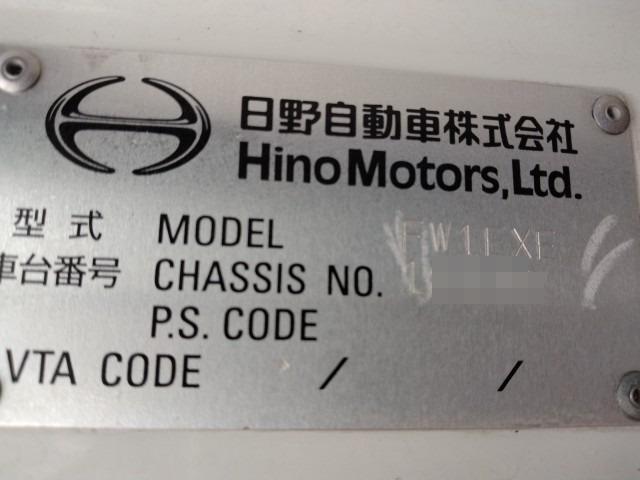 日野自動車株式会社
Hino Motors, Ltd.
型式 MODEL FW1EXE
車台番号 CHASSIS NO.
P.S. CODE
VTA CODE / /